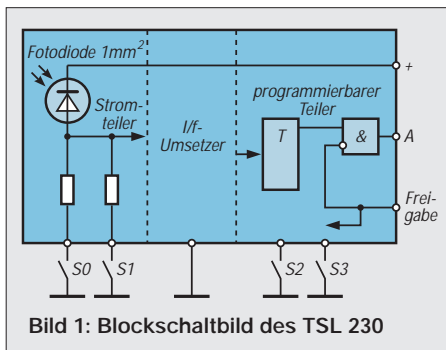 Fotodiode 1mm²
+
Strom-
teiler
programmierbarer
Teiler
I/f-
Umsetzer
T
&
A
Frei-
gabe
S0
S1
S2
S3
Bild 1: Blockschaltbild des TSL 230